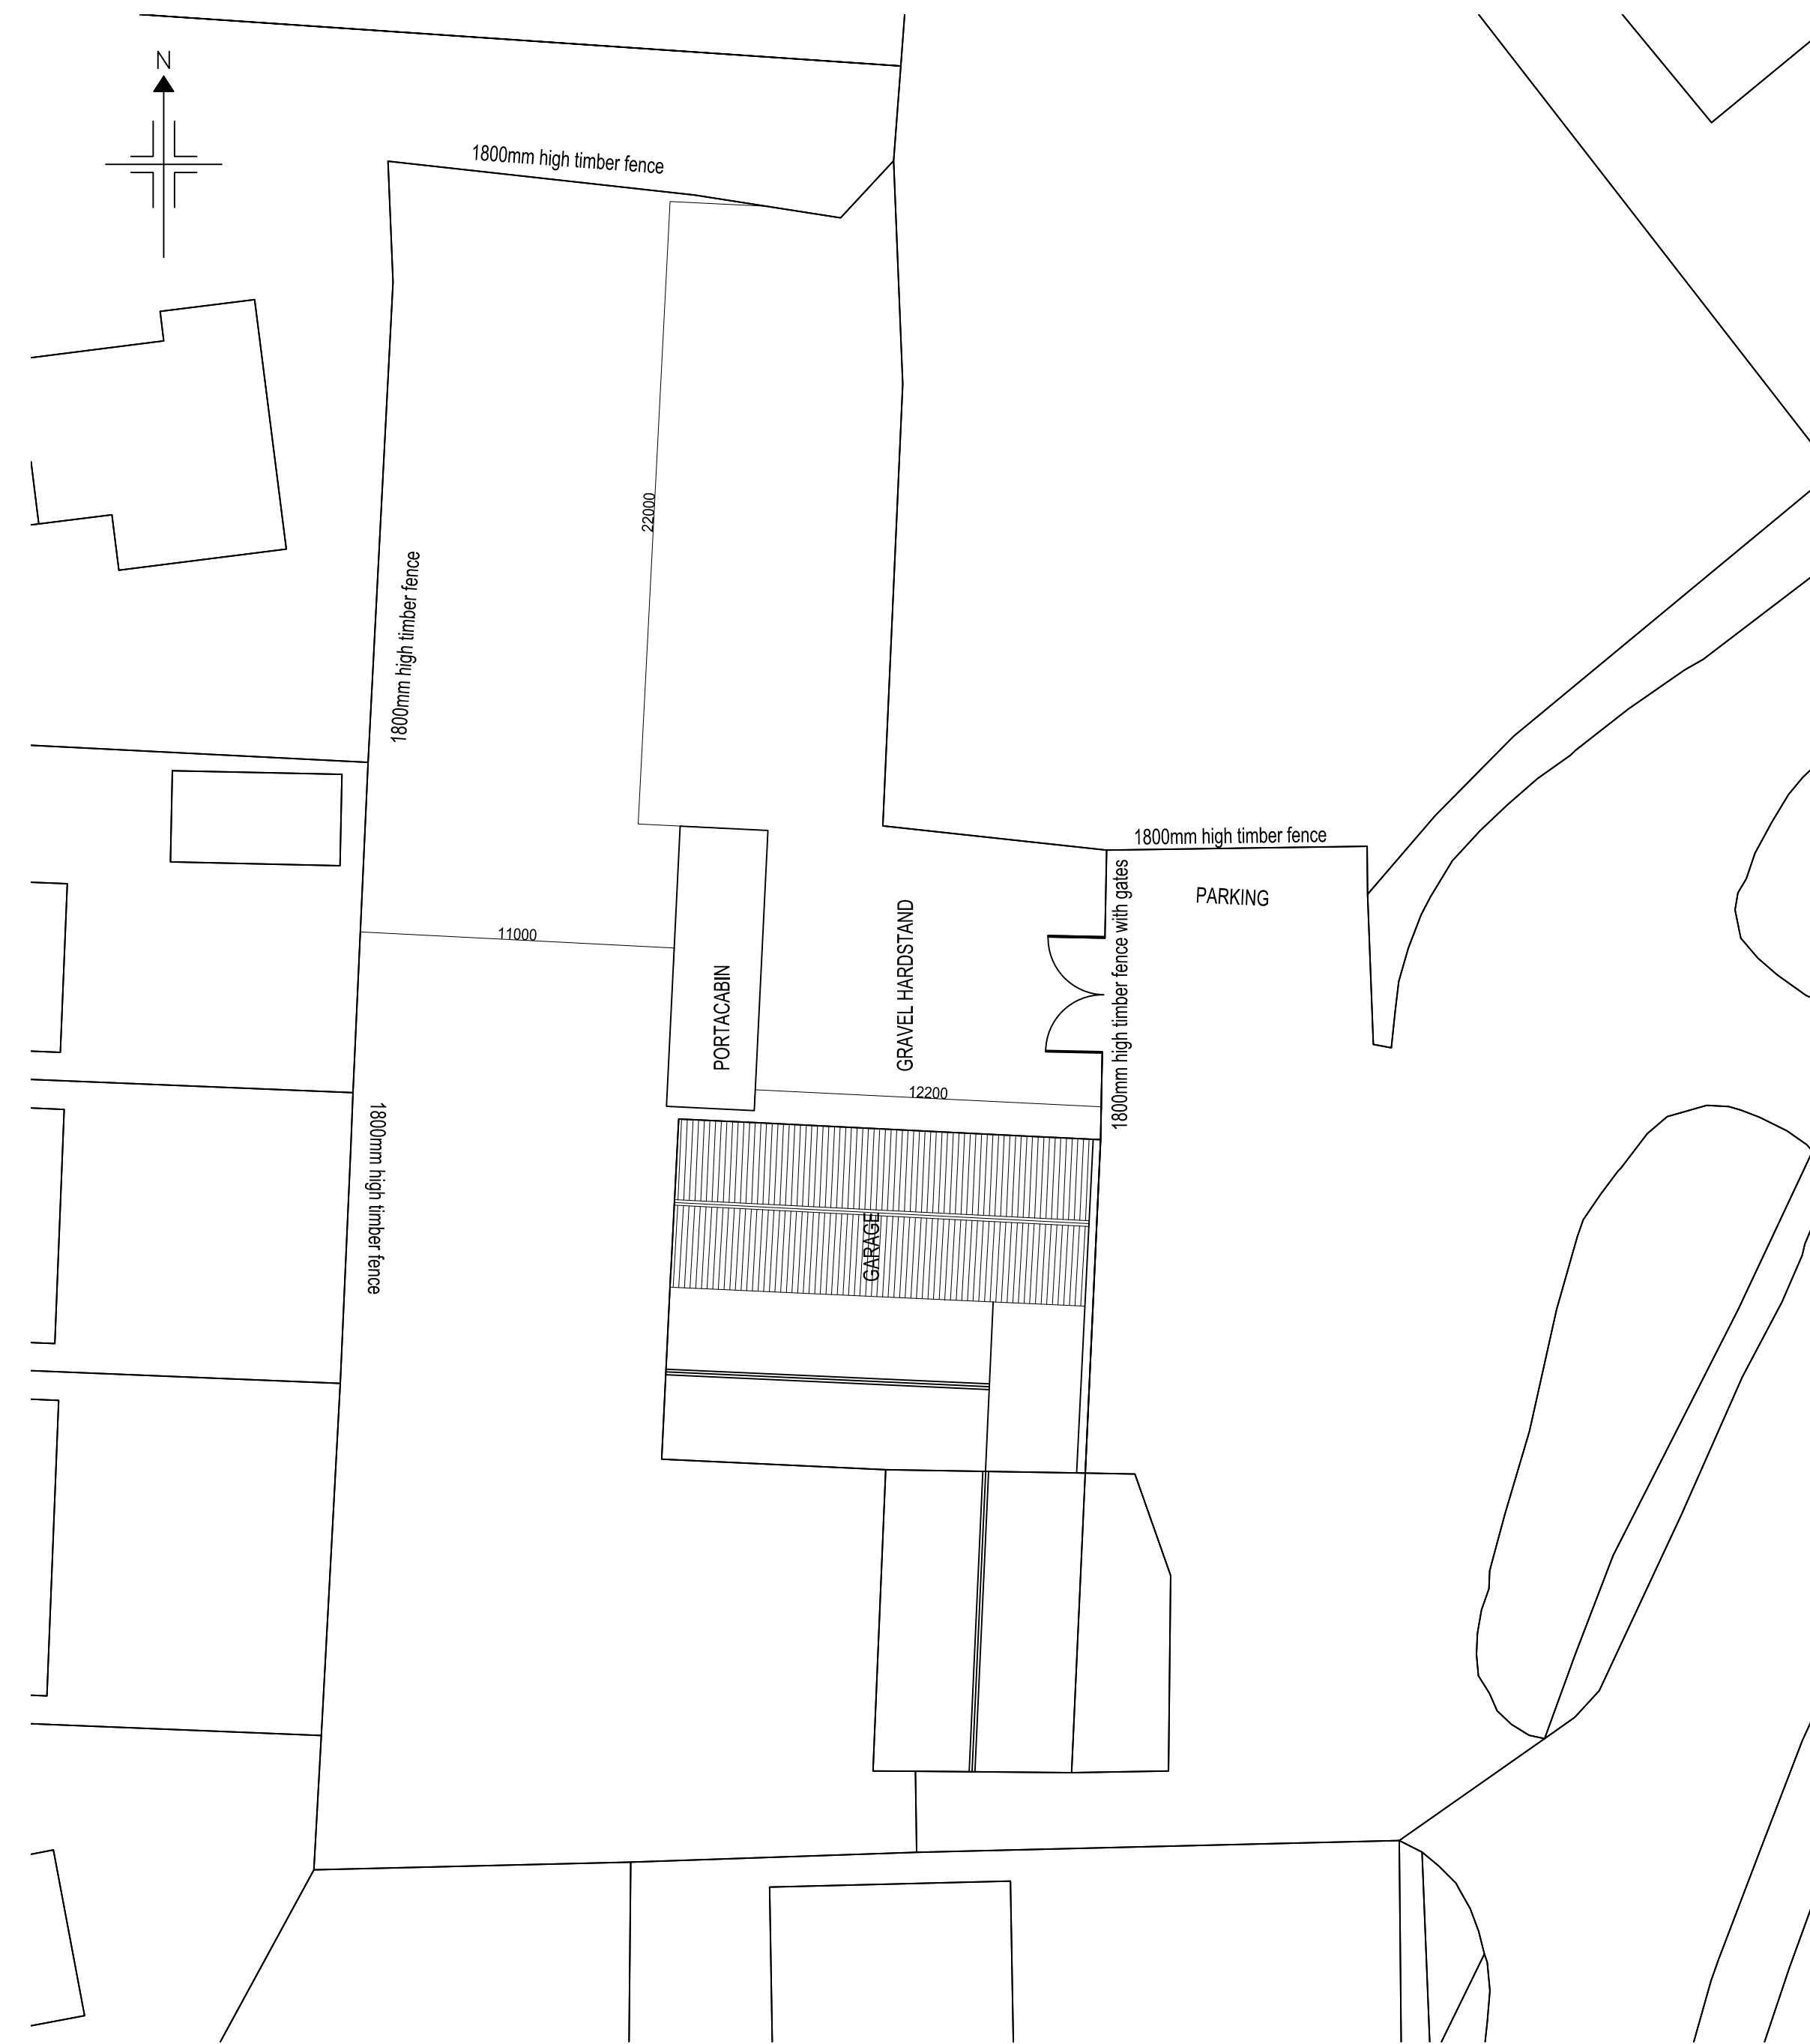 N
1800mm high timber fence
22000
1800mm high timber fence
1800mm high timber fence
PARKING
1800mm high timber fence with gates
GRAVEL HARDSTAND
11000
PORTACABIN
12200
1800mm high timber fence
GARAGE